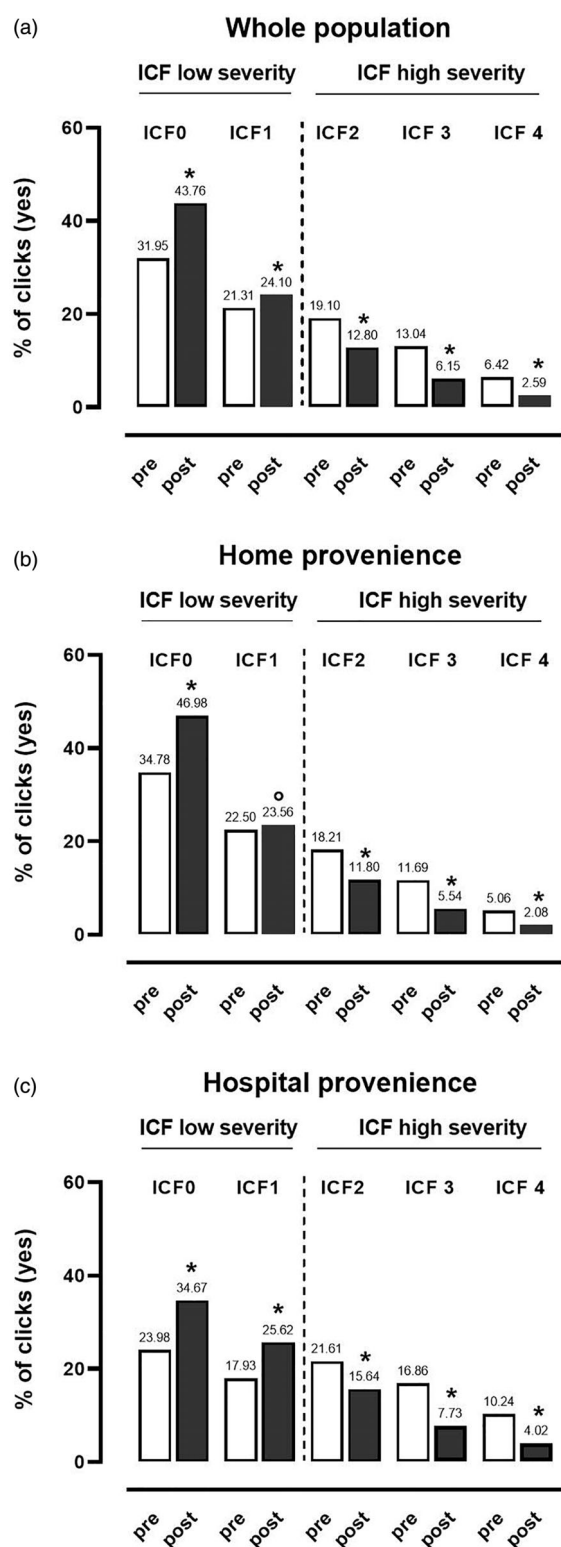 (a)
Whole population
ICF low severity ICF high severity
ICF0 ICF1 ICF2 ICF 3 ICF 4
% of clicks (yes)
60
40
20
0
31.95 * 43.76 21.31 * 24.10 19.10 * 12.80 13.04 * 6.15 6.42 * 2.59
pre post pre post pre post pre post pre post
(b)
Home provenience
ICF low severity ICF high severity
ICF0 ICF1 ICF2 ICF 3 ICF 4
% of clicks (yes)
60
40
20
0
34.78 * 46.98 22.50 ° 23.56 18.21 * 11.80 11.69 * 5.54 5.06 * 2.08
pre post pre post pre post pre post pre post
(c)
Hospital provenience
ICF low severity ICF high severity
ICF0 ICF1 ICF2 ICF 3 ICF 4
% of clicks (yes)
60
40
20
0
23.98 * 34.67 17.93 * 25.62 21.61 * 15.64 16.86 * 7.73 10.24 * 4.02
pre post pre post pre post pre post pre post